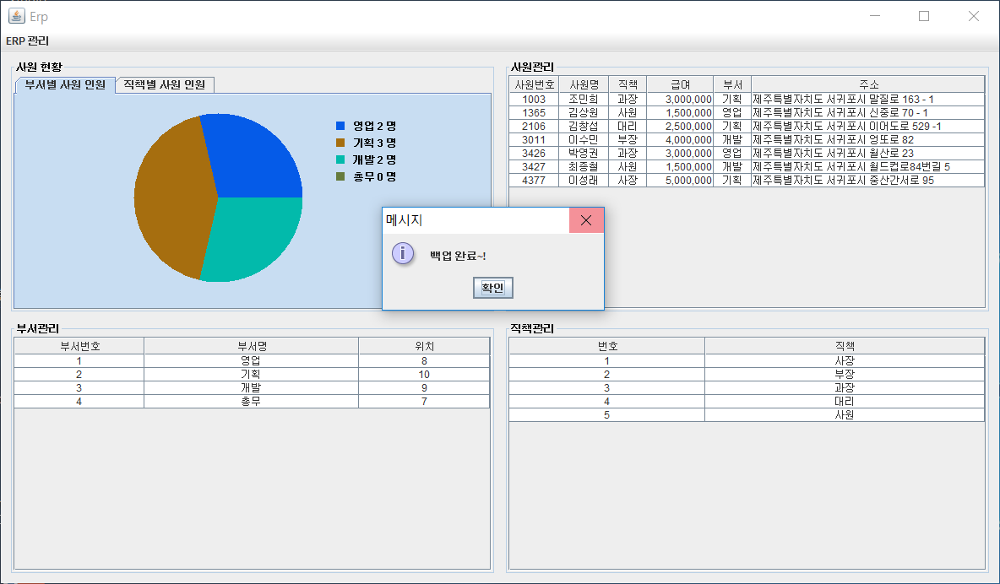 Erp
ERP 관리
사원 현황
부서별 사원 인원 직책별 사원 인원
영업 2 명
기획 3 명
개발 2 명
총무 0 명
사원관리
사원번호 사원명 직책 급여 부서 주소
1003 조민희 과장 3,000,000 기획 제주특별자치도 서귀포시 말질로 163 - 1
1365 김상원 사원 1,500,000 영업 제주특별자치도 서귀포시 신중로 70 - 1
2106 김창섭 대리 2,500,000 기획 제주특별자치도 서귀포시 이어도로 529 -1
3011 이수민 부장 4,000,000 개발 제주특별자치도 서귀포시 엉또로 82
3426 박영권 과장 3,000,000 영업 제주특별자치도 서귀포시 월산로 23
3427 최종철 사원 1,500,000 개발 제주특별자치도 서귀포시 월드컵로84번길 5
4377 이성래 사장 5,000,000 기획 제주특별자치도 서귀포시 중산간서로 95
메시지
i
백업 완료~!
확인
부서관리
부서번호 부서명 위치
1 영업 8
2 기획 10
3 개발 9
4 총무 7
직책관리
번호 직책
1 사장
2 부장
3 과장
4 대리
5 사원